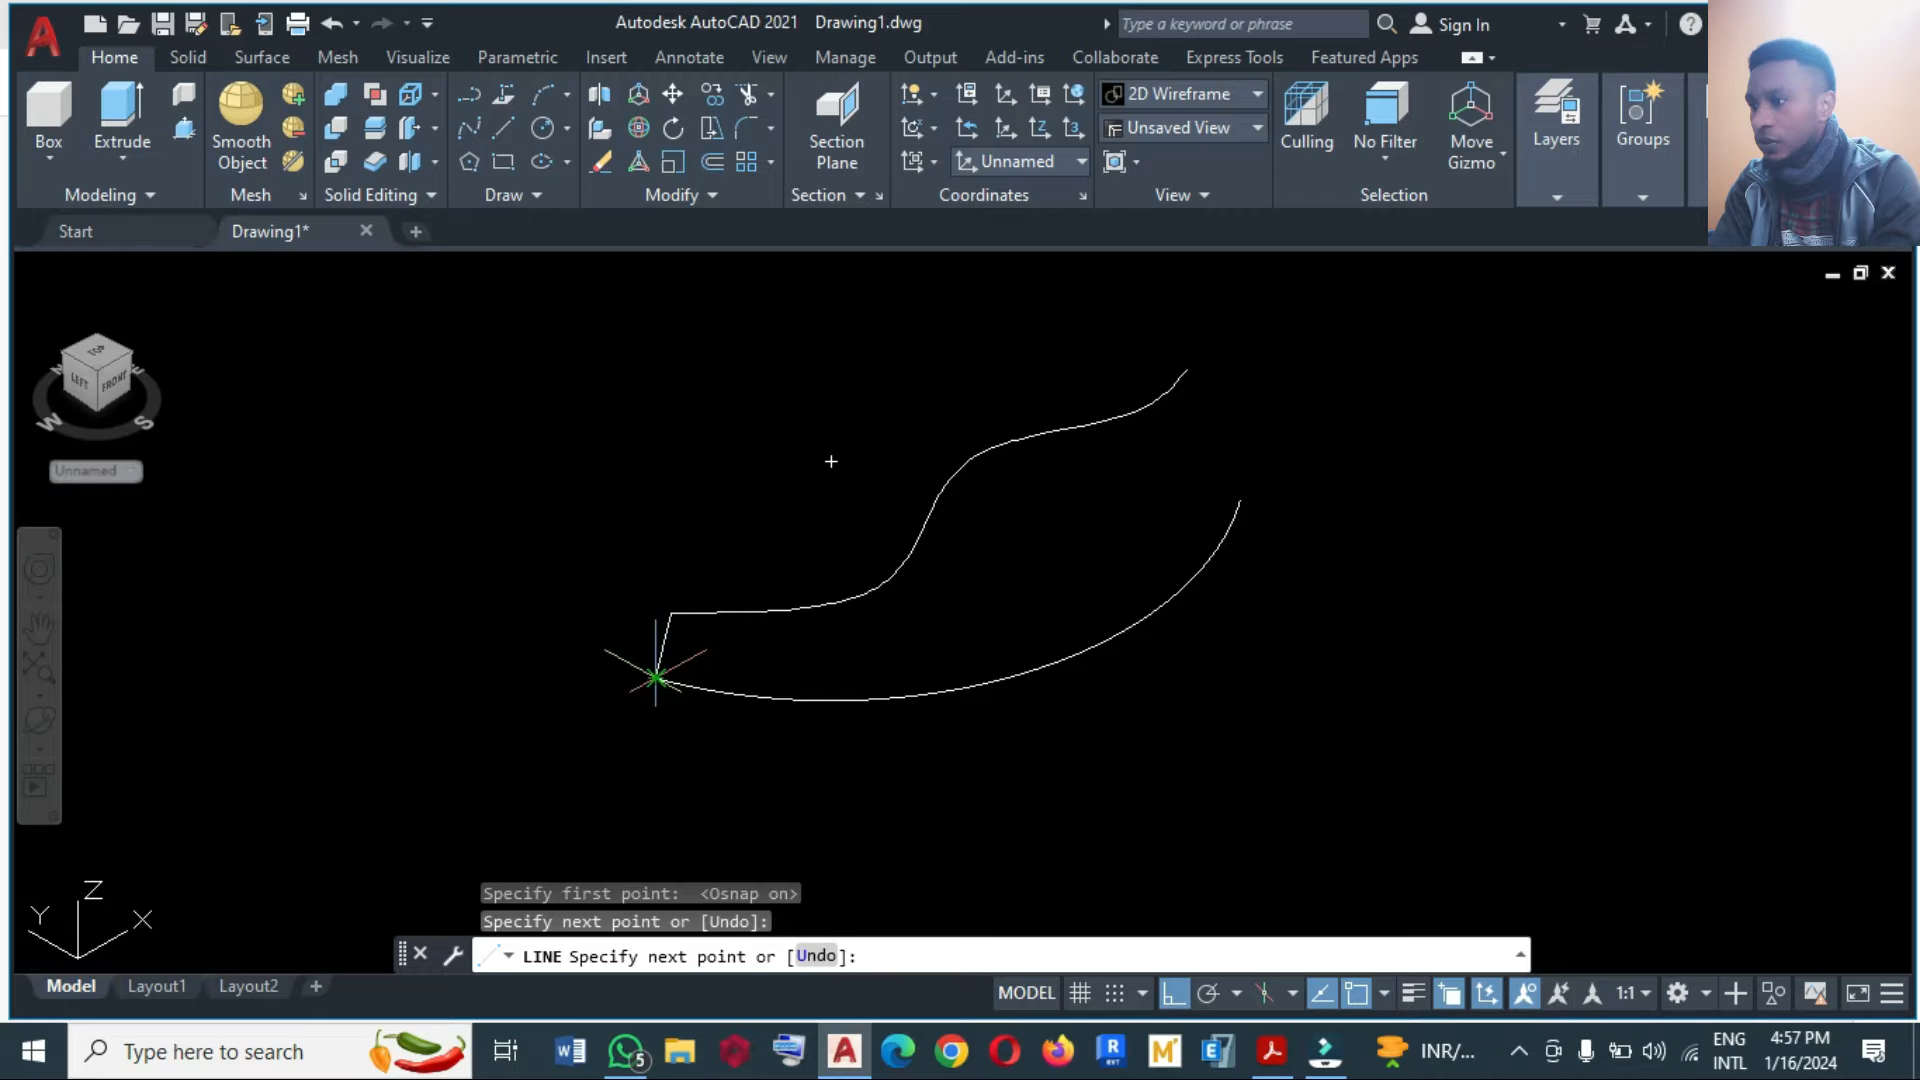 Autodesk AutoCAD 2021 Drawing1.dwg
Type a keyword or phrase
Sign In
Home Solid Surface Mesh Visualize Parametric Insert Annotate View Manage Output Add-ins Collaborate Express Tools Featured Apps
Box
Extrude
Smooth Object
Section Plane
2D Wireframe
Unsaved View
Unnamed
Culling
No Filter
Move Gizmo
Layers
Groups
Modeling Mesh Solid Editing Draw Modify Section Coordinates View Selection
Start Drawing1*
TOP
LEFT FRONT
W S
Unnamed
Z
Y X
Specify first point: <Osnap on>
Specify next point or [Undo]:
LINE Specify next point or [Undo]:
Model Layout1 Layout2
MODEL 1:1
Type here to search
5
INR/...
ENG
INTL
4:57 PM
1/16/2024